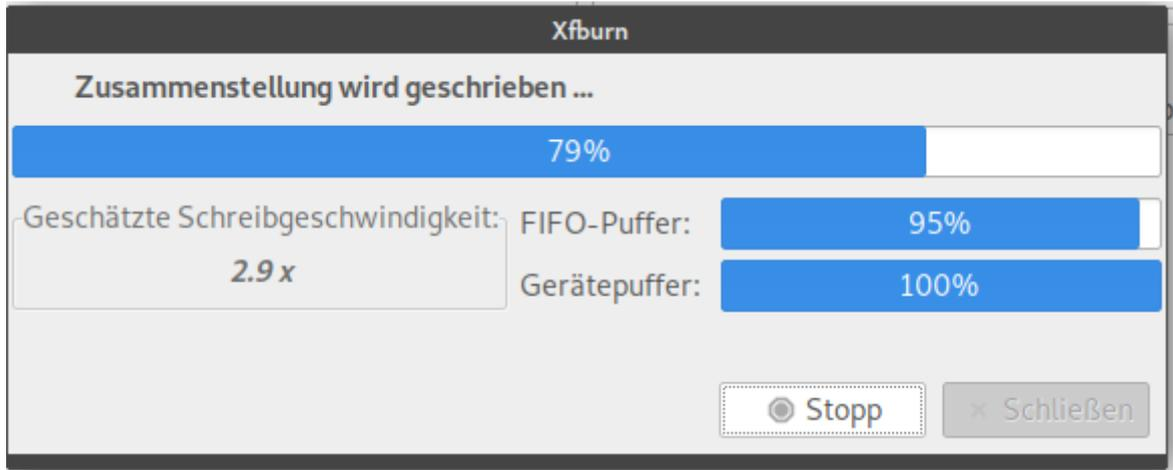 Xfburn
Zusammenstellung wird geschrieben ...
79%
Geschätzte Schreibgeschwindigkeit:
2.9 x
FIFO-Puffer:
95%
Gerätepuffer:
100%
Stopp
Schließen